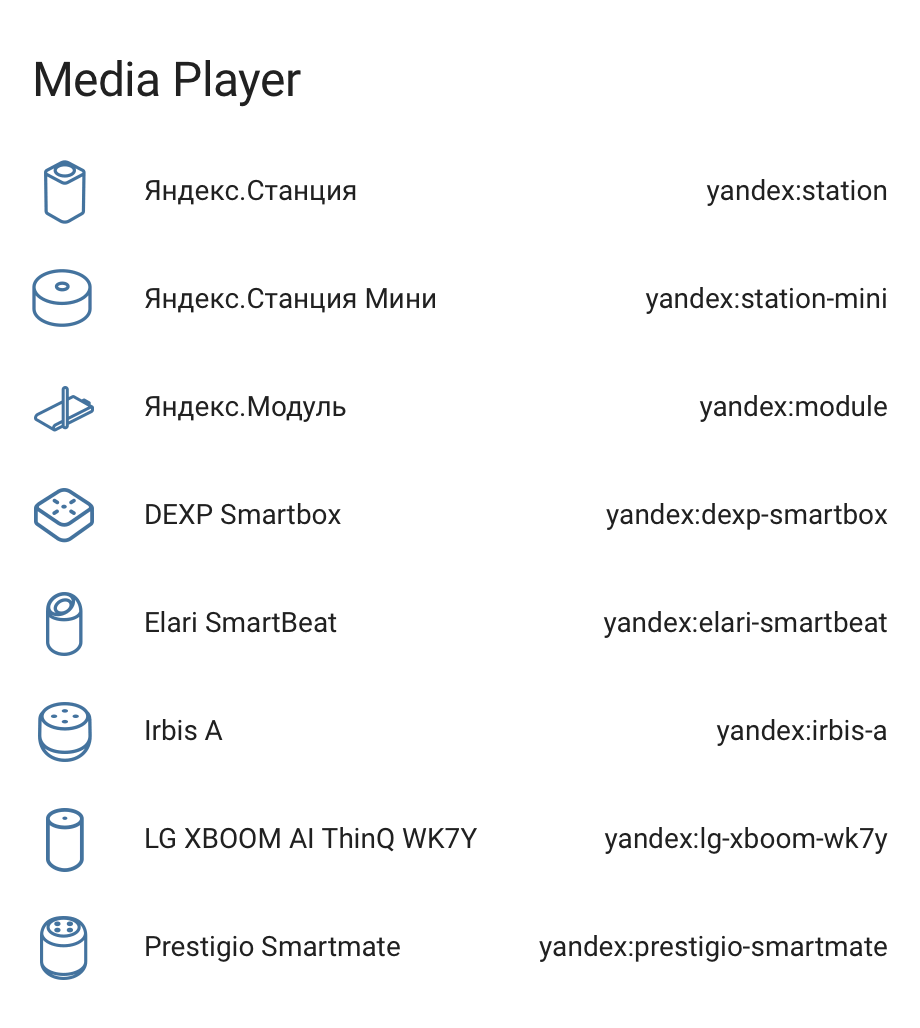 Media Player
Яндекс.Станция yandex:station
Яндекс.Станция Мини yandex:station-mini
Яндекс.Модуль yandex:module
DEXP Smartbox yandex:dexp-smartbox
Elari SmartBeat yandex:elari-smartbeat
Irbis A yandex:irbis-a
LG XBOOM AI ThinQ WK7Y yandex:lg-xboom-wk7y
Prestigio Smartmate yandex:prestigio-smartmate